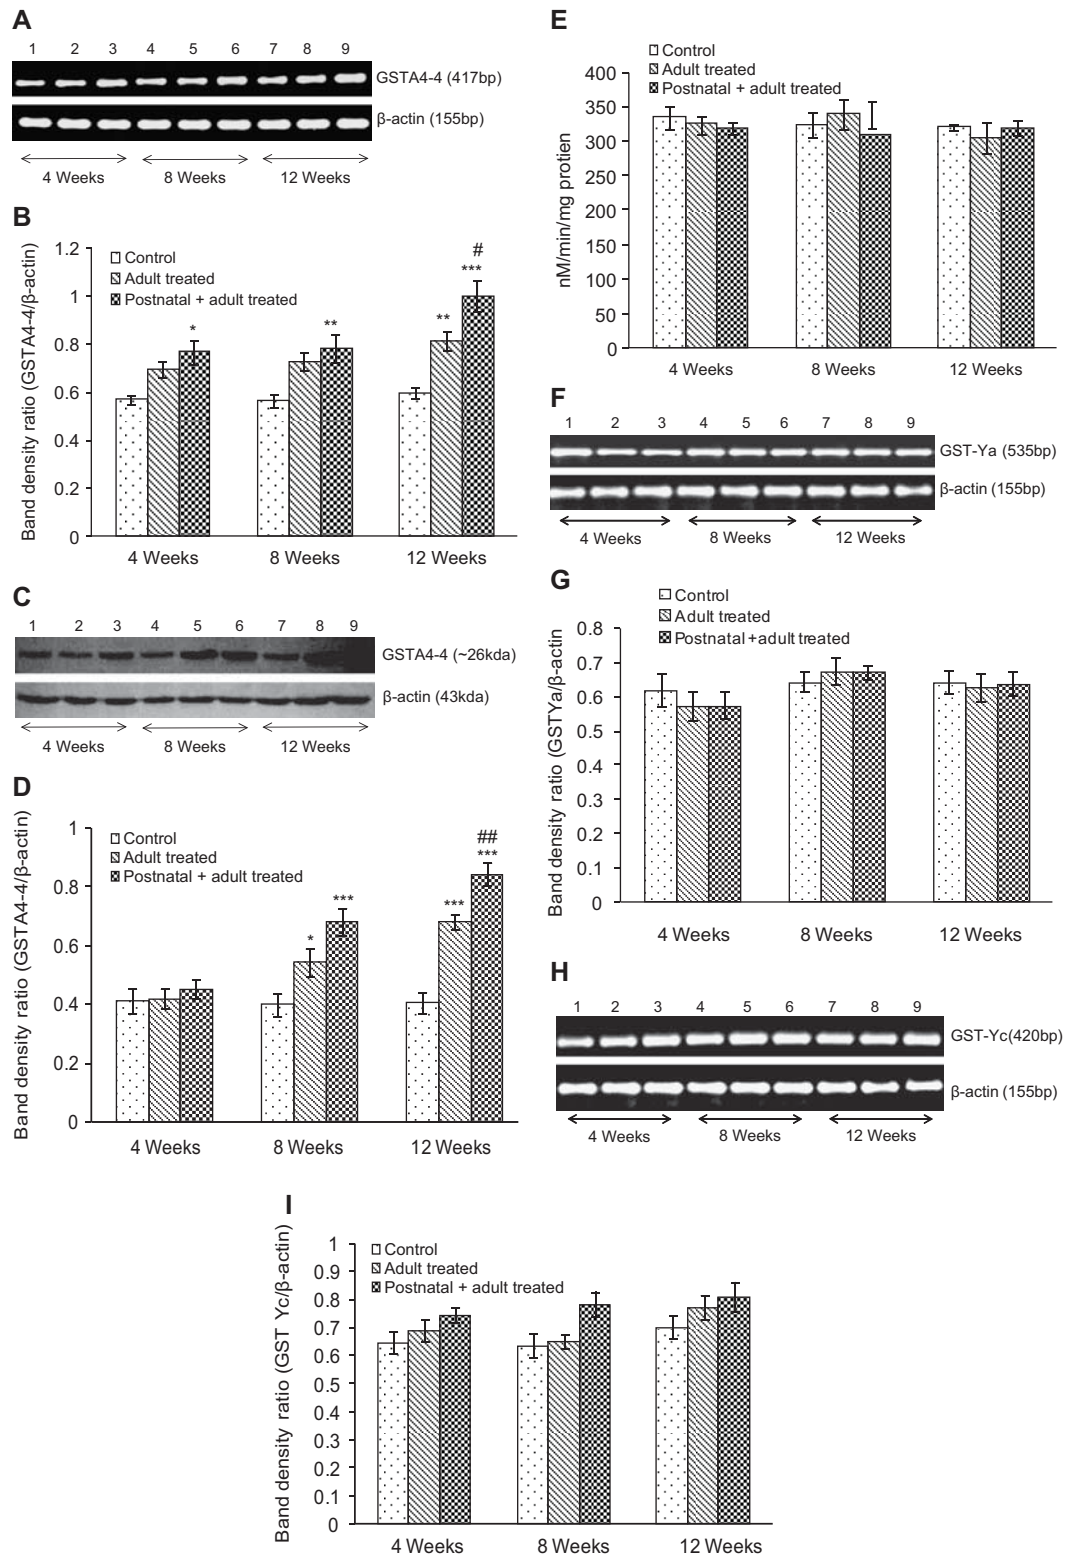 A
1 2 3 4 5 6 7 8 9
GSTA4-4 (417bp)
β-actin (155bp)
4 Weeks 8 Weeks 12 Weeks
B
Band density ratio (GSTA4-4/β-actin)
1.2
1
0.8
0.6
0.4
0.2
0
Control
Adult treated
Postnatal + adult treated
*
**
**
#
***
4 Weeks 8 Weeks 12 Weeks
C
1 2 3 4 5 6 7 8 9
GSTA4-4 (~26kda)
β-actin (43kda)
4 Weeks 8 Weeks 12 Weeks
D
Band density ratio (GSTA4-4/β-actin)
1
0.8
0.6
0.4
0.2
0
Control
Adult treated
Postnatal + adult treated
*
***
***
##
***
4 Weeks 8 Weeks 12 Weeks
E
nM/min/mg protien
400
350
300
250
200
150
100
50
0
Control
Adult treated
Postnatal + adult treated
4 Weeks 8 Weeks 12 Weeks
F
1 2 3 4 5 6 7 8 9
GST-Ya (535bp)
β-actin (155bp)
4 Weeks 8 Weeks 12 Weeks
G
Band density ratio (GSTYa/β-actin
0.8
0.7
0.6
0.5
0.4
0.3
0.2
0.1
0
Control
Adult treated
Postnatal +adult treated
4 Weeks 8 Weeks 12 Weeks
H
1 2 3 4 5 6 7 8 9
GST-Yc(420bp)
β-actin (155bp)
4 Weeks 8 Weeks 12 Weeks
I
Band density ratio (GST Yc/β-actin)
1
0.9
0.8
0.7
0.6
0.5
0.4
0.3
0.2
0.1
0
Control
Adult treated
Postnatal + adult treated
4 Weeks 8 Weeks 12 Weeks